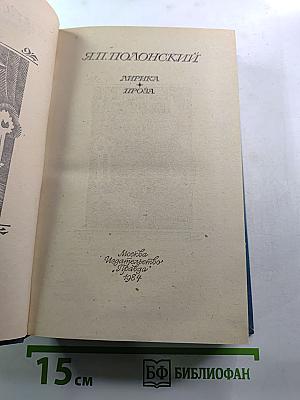 Я.П.ПОЛОНСКИЙ
ЛИРИКА
ПРОЗА
Москва
Издательство
„Правда”
1984
15 см
БФ БИБЛИОФАН